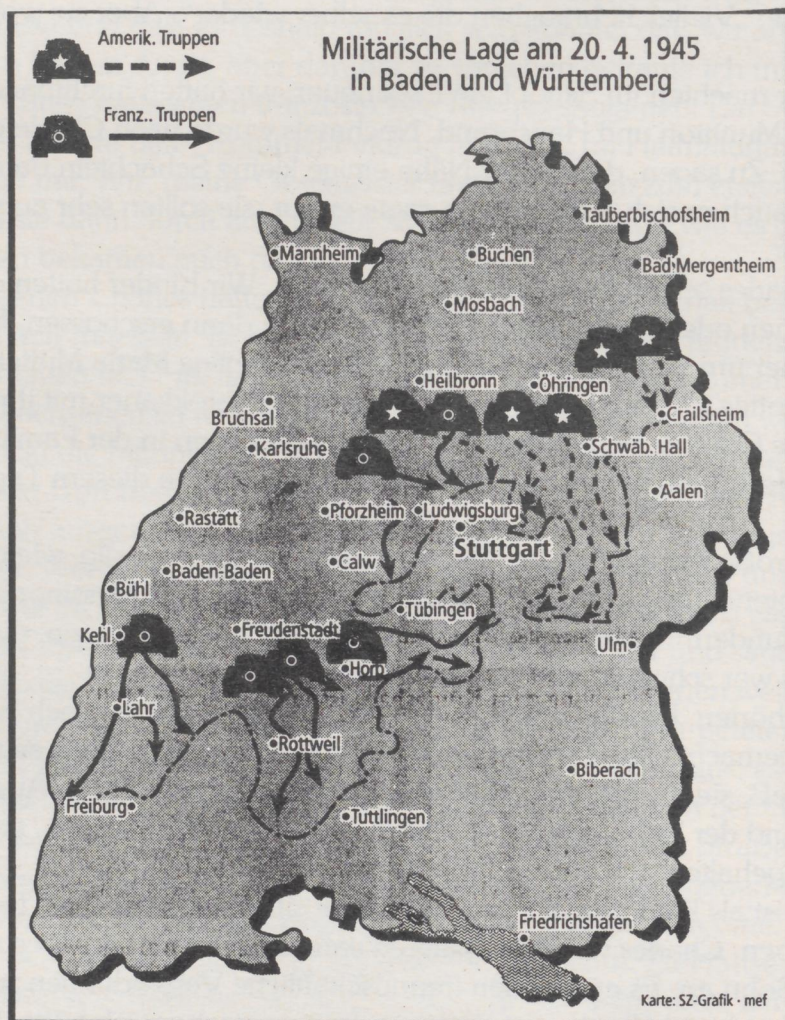 Amerik. Truppen
Franz.. Truppen
Militärische Lage am 20. 4. 1945
in Baden und Württemberg
Tauberbischofsheim
Mannheim
Buchen
Bad Mergentheim
Mosbach
Heilbronn
Öhringen
Bruchsal
Crailsheim
Karlsruhe
Schwäb. Hall
Aalen
Rastatt
Pforzheim
Ludwigsburg
Stuttgart
Baden-Baden
Calw
Bühl
Tübingen
Kehl
Freudenstadt
Ulm
Horb
Lahr
Rottweil
Biberach
Freiburg
Tuttlingen
Friedrichshafen
Karte: SZ-Grafik · mef